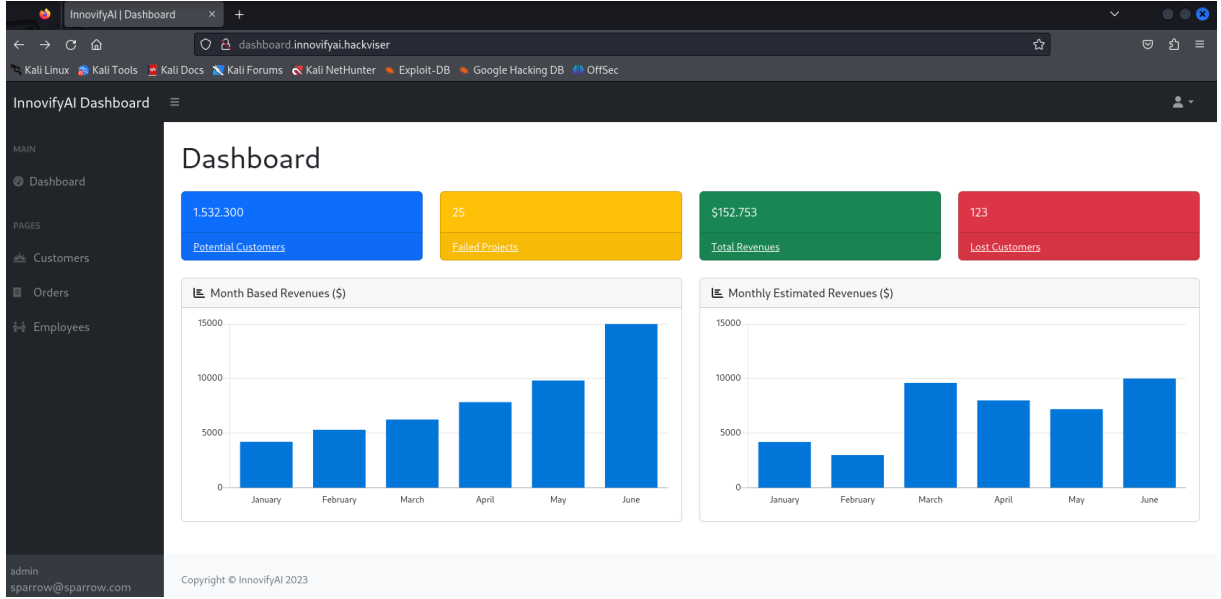 InnovifyAI | Dashboard
dashboard.innovifyai.hackviser
Kali Linux Kali Tools Kali Docs Kali Forums Kali NetHunter Exploit-DB Google Hacking DB OffSec
InnovifyAI Dashboard
MAIN
Dashboard
PAGES
Customers
Orders
Employees
admin
sparrow@sparrow.com
Dashboard
1.532.300
Potential Customers
25
Failed Projects
$152.753
Total Revenues
123
Lost Customers
Month Based Revenues ($)
15000
10000
5000
0
January February March April May June
Monthly Estimated Revenues ($)
15000
10000
5000
0
January February March April May June
Copyright © InnovifyAI 2023